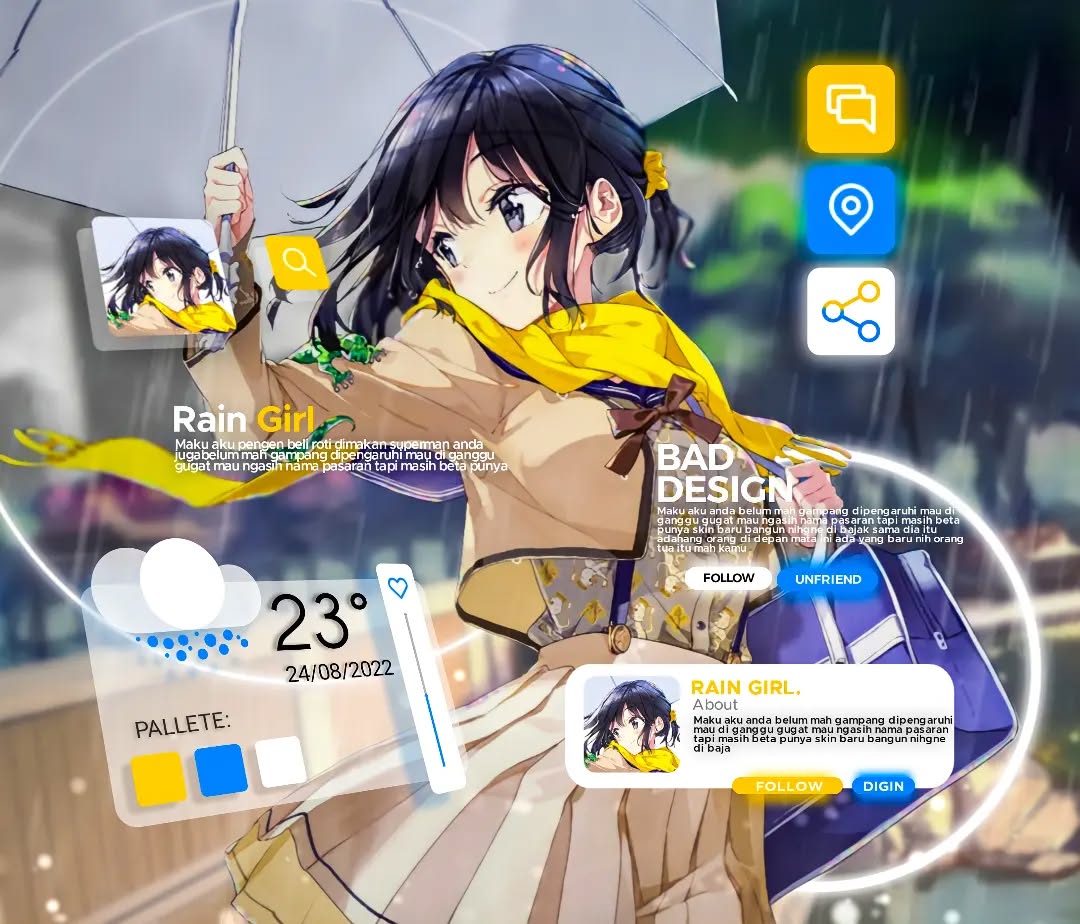 Rain Girl
Maku aku pengen beli roti dimakan superman anda
jugabelum mah gampang dipengaruhi mau di ganggu
gugat mau ngasih nama pasaran tapi masih beta punya
BAD
DESIGN
Maku aku anda belum mah gampang dipengaruhi mau di
ganggu gugat mau ngasih nama pasaran tapi masih beta
punya skin baru bangun nihgne di bajak sama dia itu
adahang orang di depan mata ini ada yang baru nih orang
tua itu mah kamu
FOLLOW
UNFRIEND
23°
24/08/2022
PALLETE:
RAIN GIRL.
About
Maku aku anda belum mah gampang dipengaruhi
mau di ganggu gugat mau ngasih nama pasaran
tapi masih beta punya skin baru bangun nihgne
di baja
FOLLOW
DIGIN